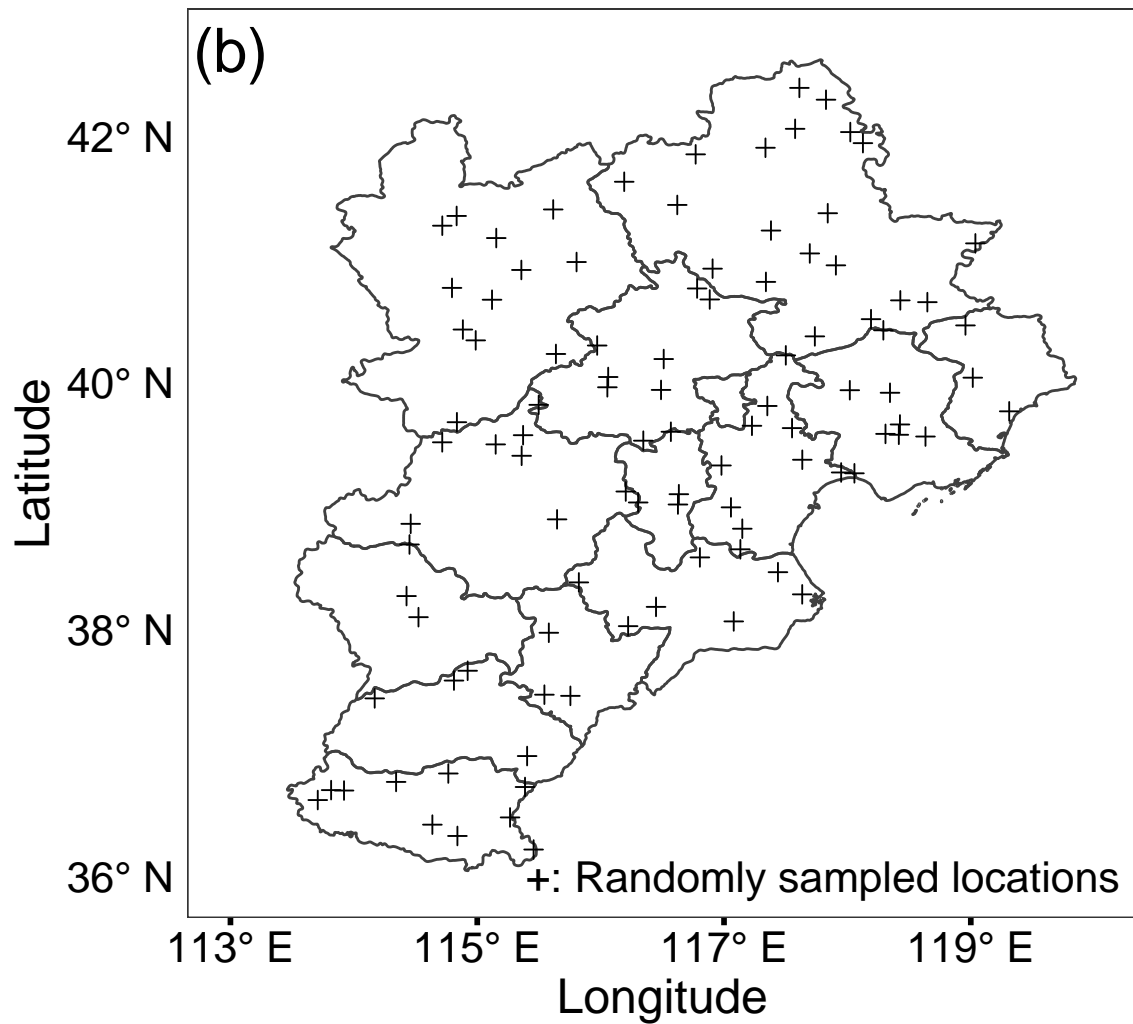 (b)
42° N
40° N
38° N
36° N
Latitude
+: Randomly sampled locations
113° E 115° E 117° E 119° E
Longitude